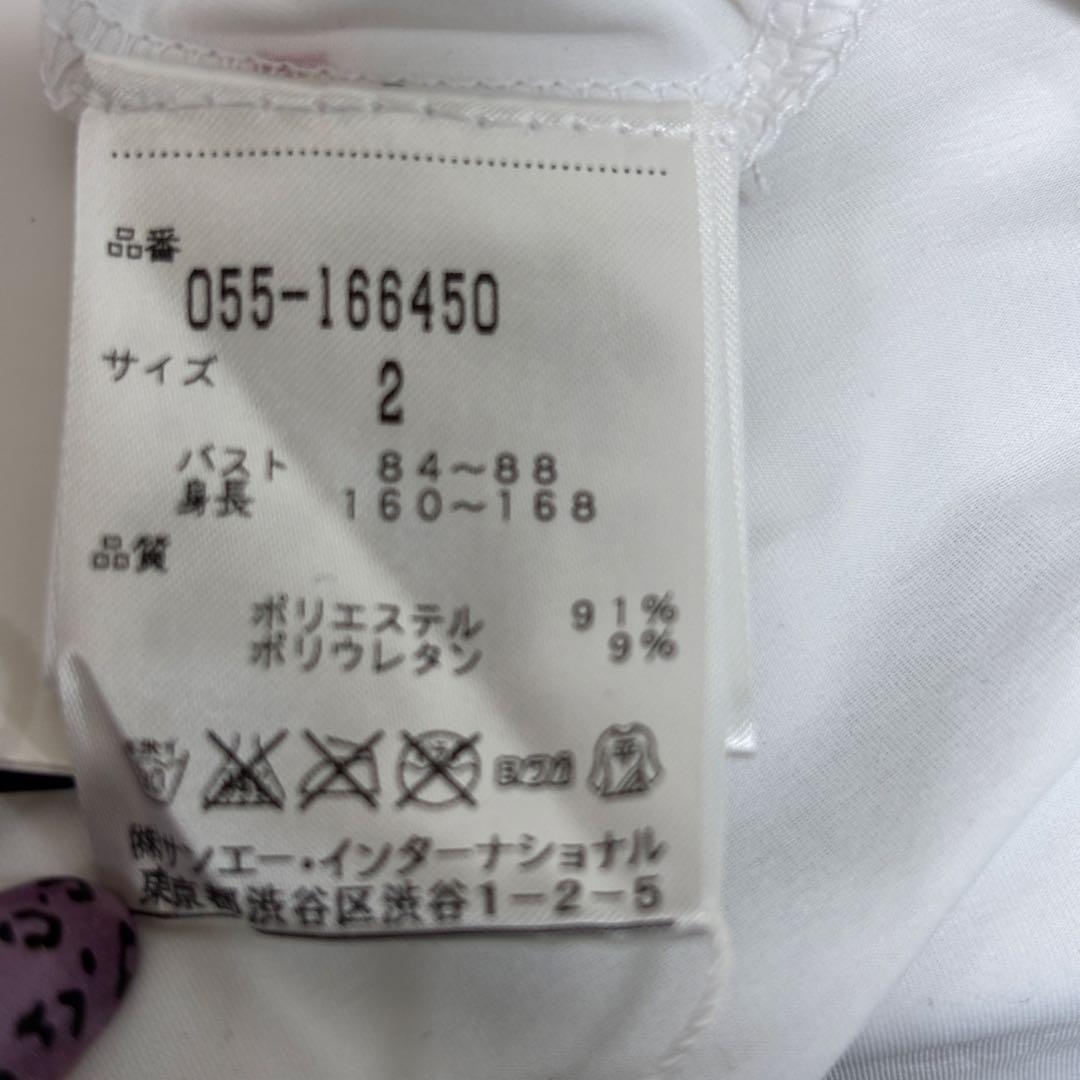 品番
055-166450
サイズ 2
バスト 84～88
身長 160～168
品質
ポリエステル 91%
ポリウレタン 9%
平
㈱サンエー・インターナショナル
東京都渋谷区渋谷1-2-5